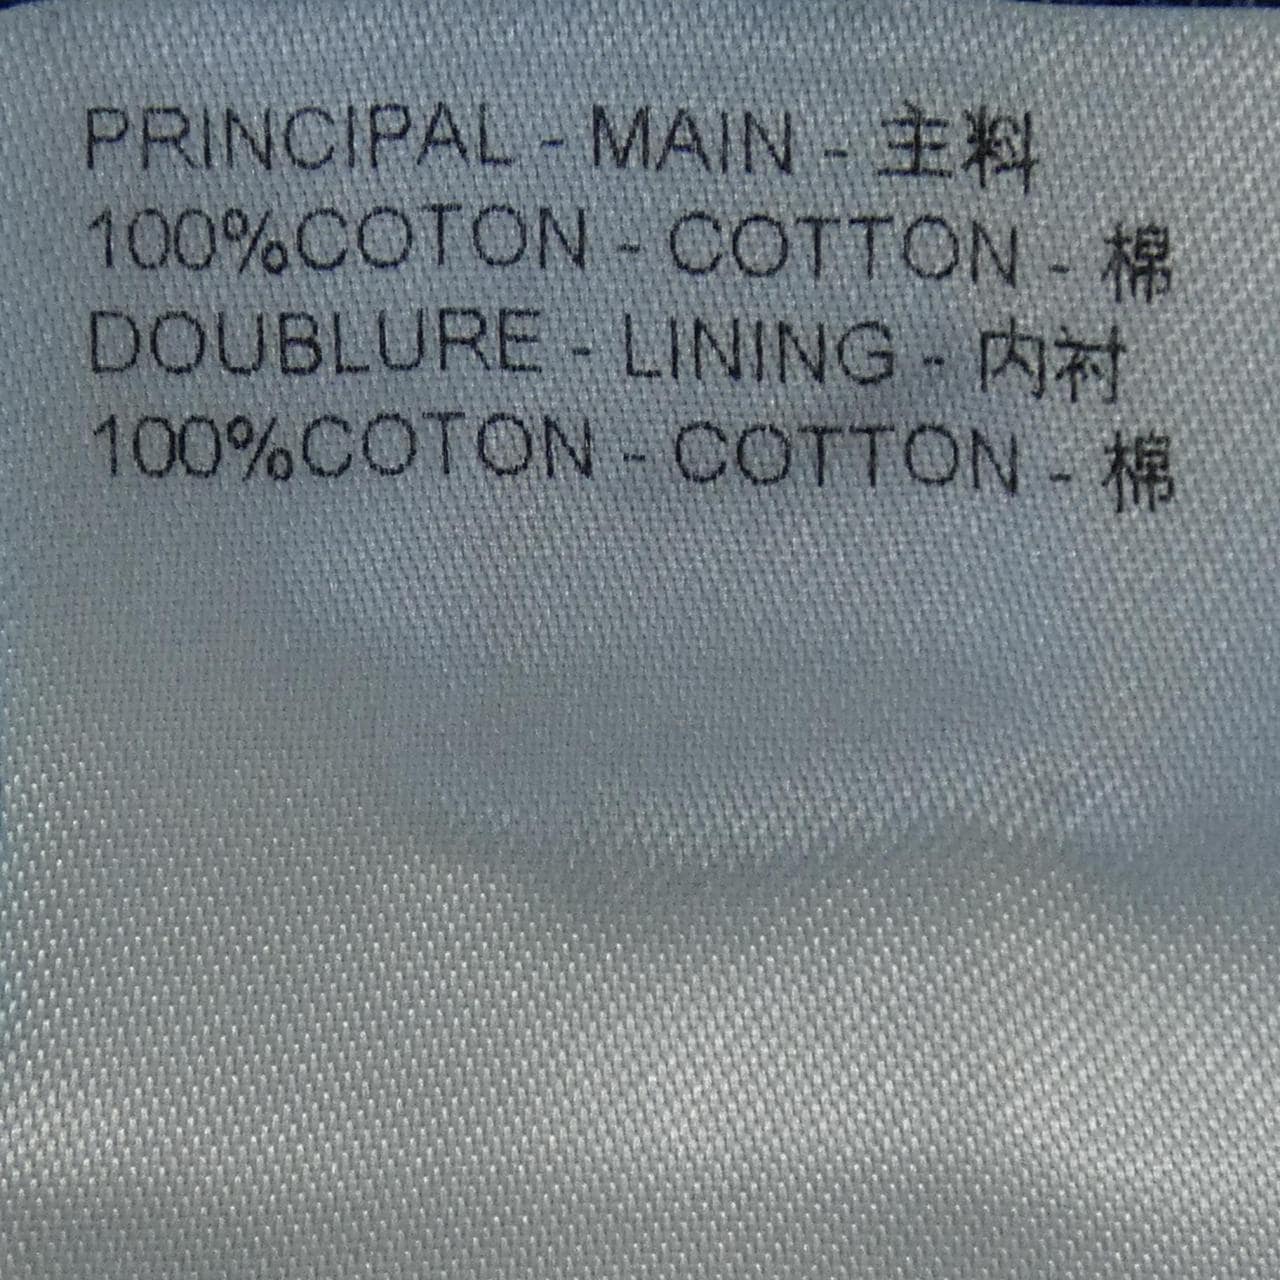 PRINCIPAL - MAIN - 主料
100%COTON - COTTON - 棉
DOUBLURE - LINING - 内衬
100%COTON - COTTON - 棉